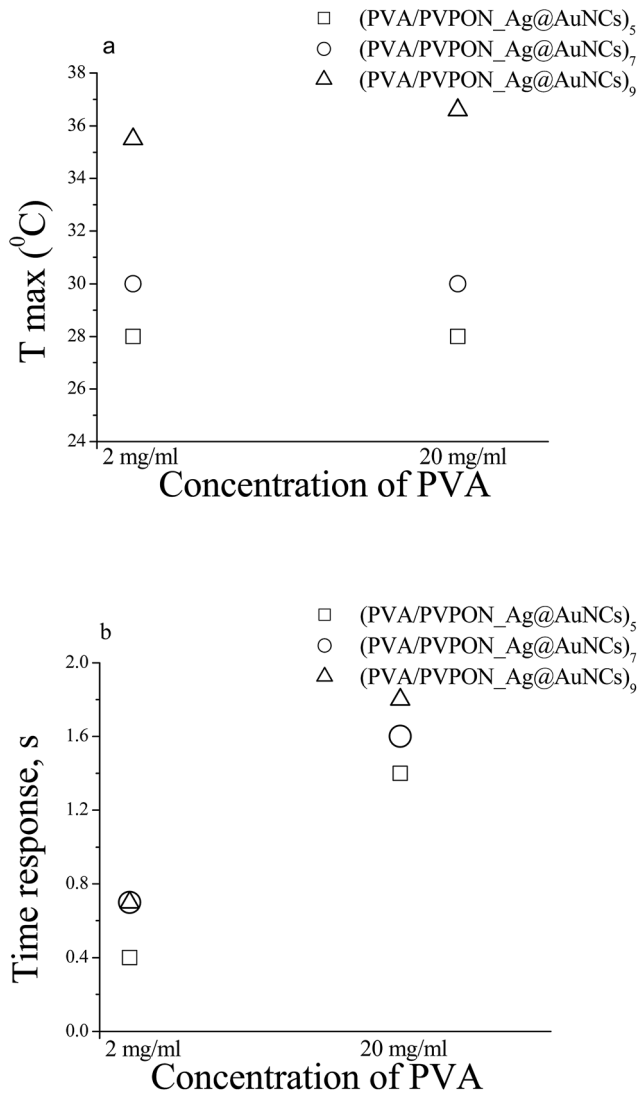 a
(PVA/PVPON_Ag@AuNCs)5
(PVA/PVPON_Ag@AuNCs)7
(PVA/PVPON_Ag@AuNCs)9
38
36
34
32
30
28
26
24
T max (⁰C)
2 mg/ml 20 mg/ml
Concentration of PVA
b
(PVA/PVPON_Ag@AuNCs)5
(PVA/PVPON_Ag@AuNCs)7
(PVA/PVPON_Ag@AuNCs)9
2.0
1.6
1.2
0.8
0.4
0.0
Time response, s
2 mg/ml 20 mg/ml
Concentration of PVA